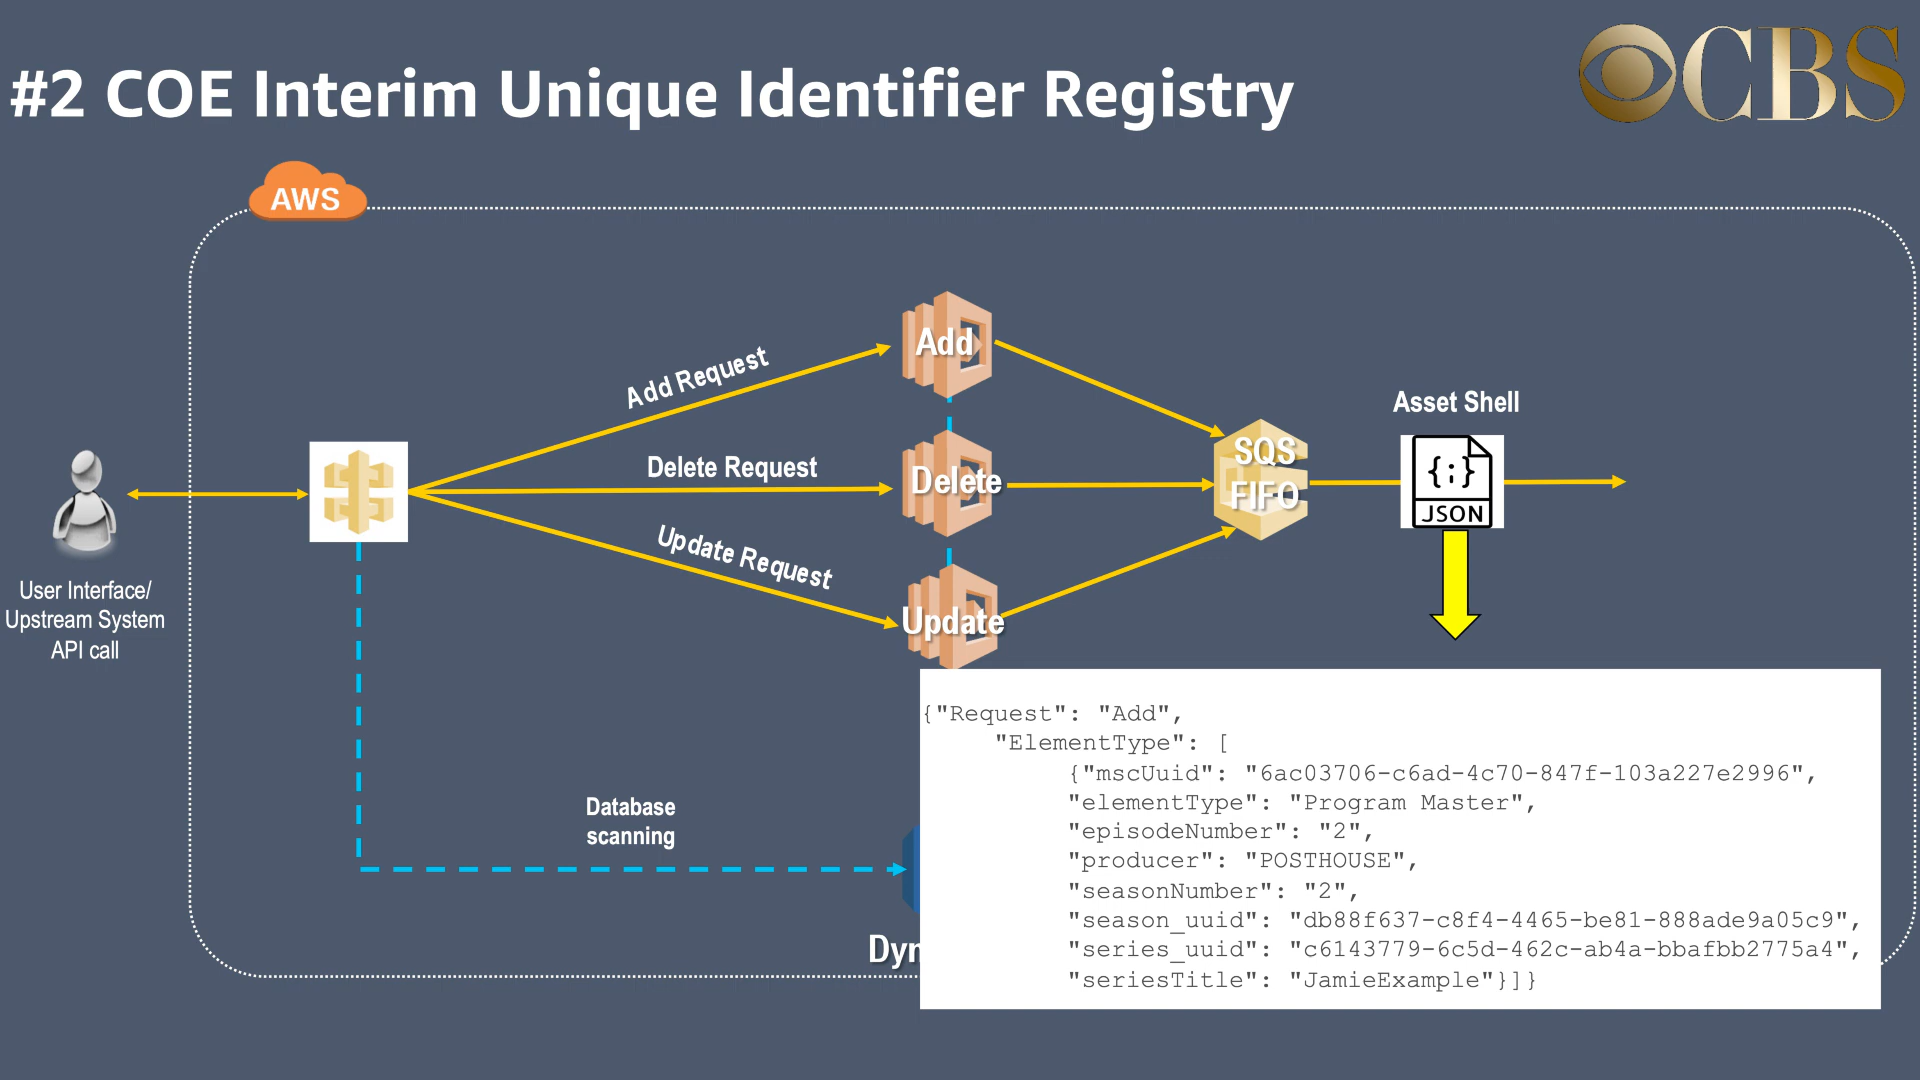 #2 COE Interim Unique Identifier Registry
CBS
AWS
Add Request
Add
Asset Shell
Delete Request
Delete
SQS
FIFO
{;}
JSON
Update Request
Update
User Interface/
Upstream System
API call
Database
scanning
Dyn
{"Request": "Add",
"ElementType": [
{"mscUuid": "6ac03706-c6ad-4c70-847f-103a227e2996",
"elementType": "Program Master",
"episodeNumber": "2",
"producer": "POSTHOUSE",
"seasonNumber": "2",
"season_uuid": "db88f637-c8f4-4465-be81-888ade9a05c9",
"series_uuid": "c6143779-6c5d-462c-ab4a-bbafbb2775a4",
"seriesTitle": "JamieExample"}]}